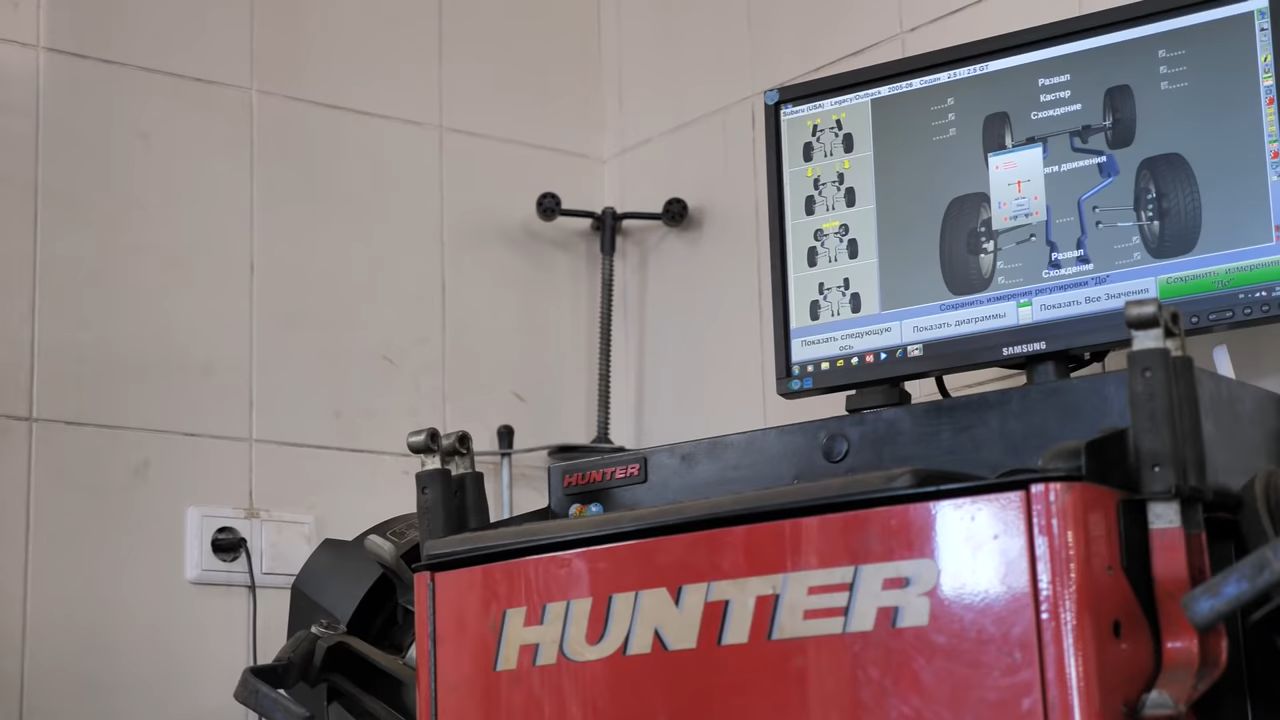 Subaru (USA) : Legacy/Outback : 2005-06 : Седан : 2.5 i / 2.5 GT
Развал
Кастер
Схождение
яги движения
Развал
Схождение
Сохранить измерения регулировки "До"
Показать следующую
ось
Показать диаграммы
Показать Все Значения
Сохранить измерения
"До"
SAMSUNG
HUNTER
HUNTER